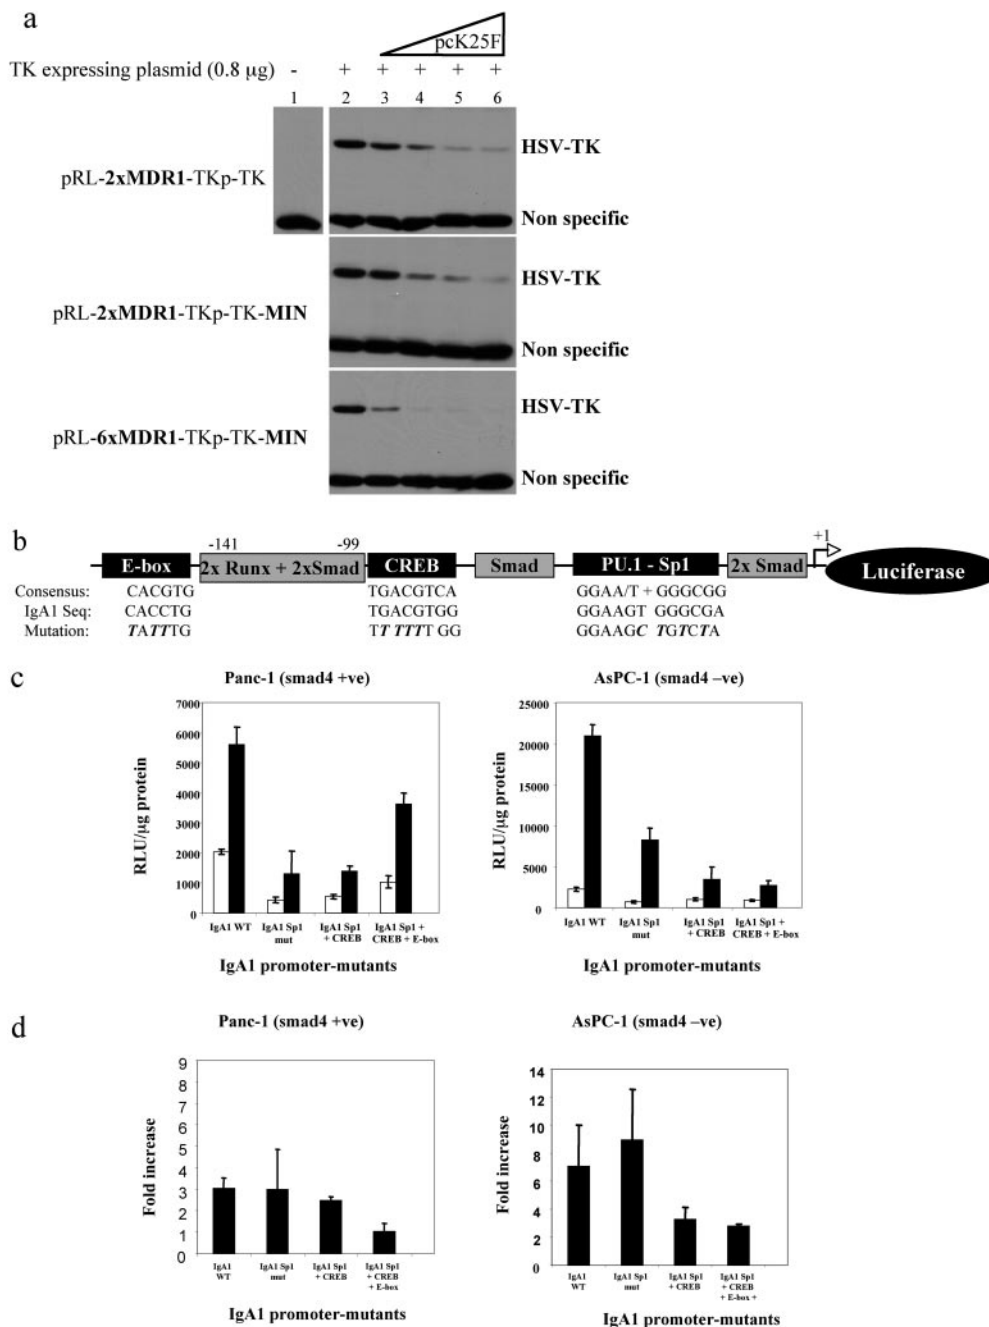 a
pcK25F
TK expressing plasmid (0.8 µg) - + + + + +
1 2 3 4 5 6
pRL-2xMDR1-TKp-TK
HSV-TK
Non specific
pRL-2xMDR1-TKp-TK-MIN
HSV-TK
Non specific
pRL-6xMDR1-TKp-TK-MIN
HSV-TK
Non specific
b
-141 -99 +1
E-box 2x Runx + 2xSmad CREB Smad PU.1 - Sp1 2x Smad Luciferase
Consensus: CACGTG TGACGTCA GGAA/T + GGGCGG
IgA1 Seq: CACCTG TGACGTGG GGAAGT GGGCGA
Mutation: TATTTG TTTTTT GG GGAAGC TGTCTA
c
Panc-1 (smad4 +ve)
RLU/µg protein
7000
6000
5000
4000
3000
2000
1000
0
IgA1 WT IgA1 Sp1 mut IgA1 Sp1 + CREB IgA1 Sp1 + CREB + E-box
IgA1 promoter-mutants
AsPC-1 (smad4 –ve)
RLU/µg protein
25000
20000
15000
10000
5000
0
IgA1 WT IgA1 Sp1 mut IgA1 Sp1 + CREB IgA1 Sp1 + CREB + E-box
IgA1 promoter-mutants
d
Panc-1 (smad4 +ve)
Fold increase
9
8
7
6
5
4
3
2
1
0
IgA1 WT IgA1 Sp1 mut IgA1 Sp1 + CREB IgA1 Sp1 + CREB + E-box
IgA1 promoter-mutants
AsPC-1 (smad4 –ve)
Fold increase
14
12
10
8
6
4
2
0
IgA1 WT IgA1 Sp1 mut IgA1 Sp1 + CREB IgA1 Sp1 + CREB + E-box +
IgA1 promoter-mutants